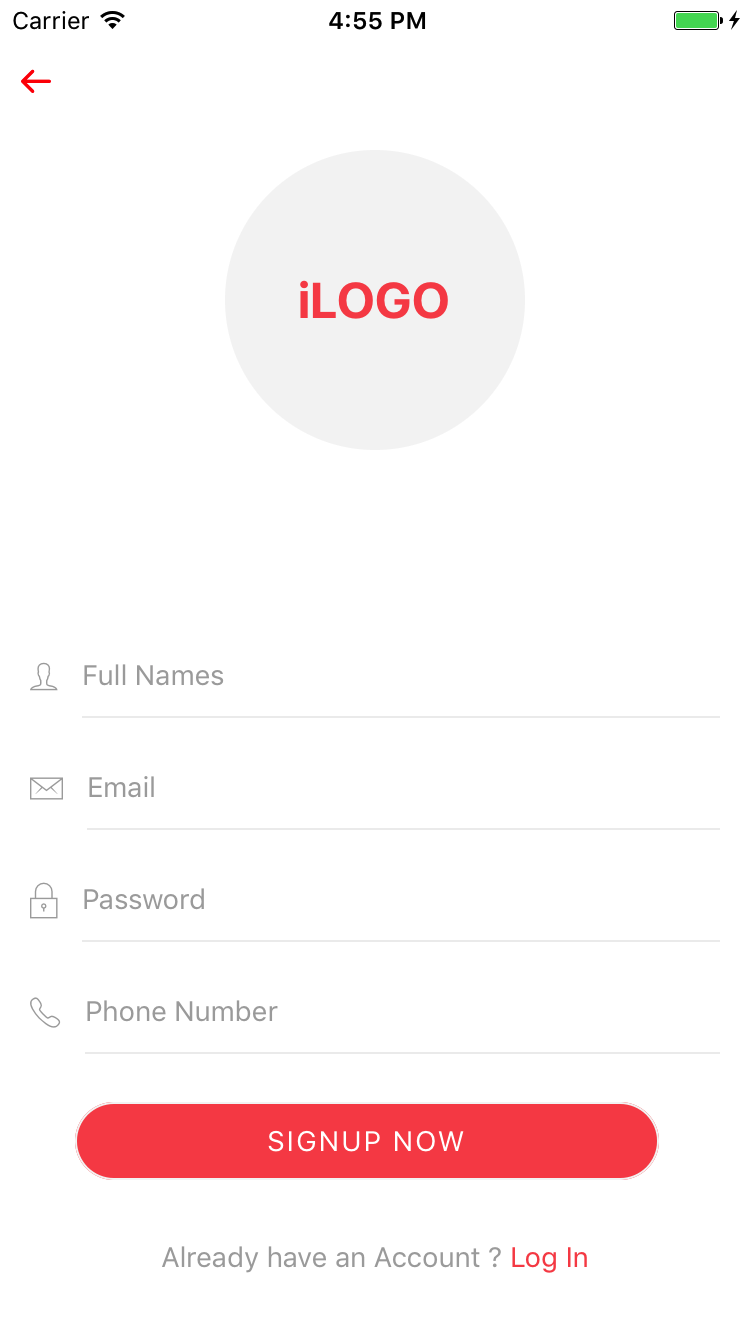 Carrier 4:55 PM
iLOGO
Full Names
Email
Password
Phone Number
SIGNUP NOW
Already have an Account ? Log In